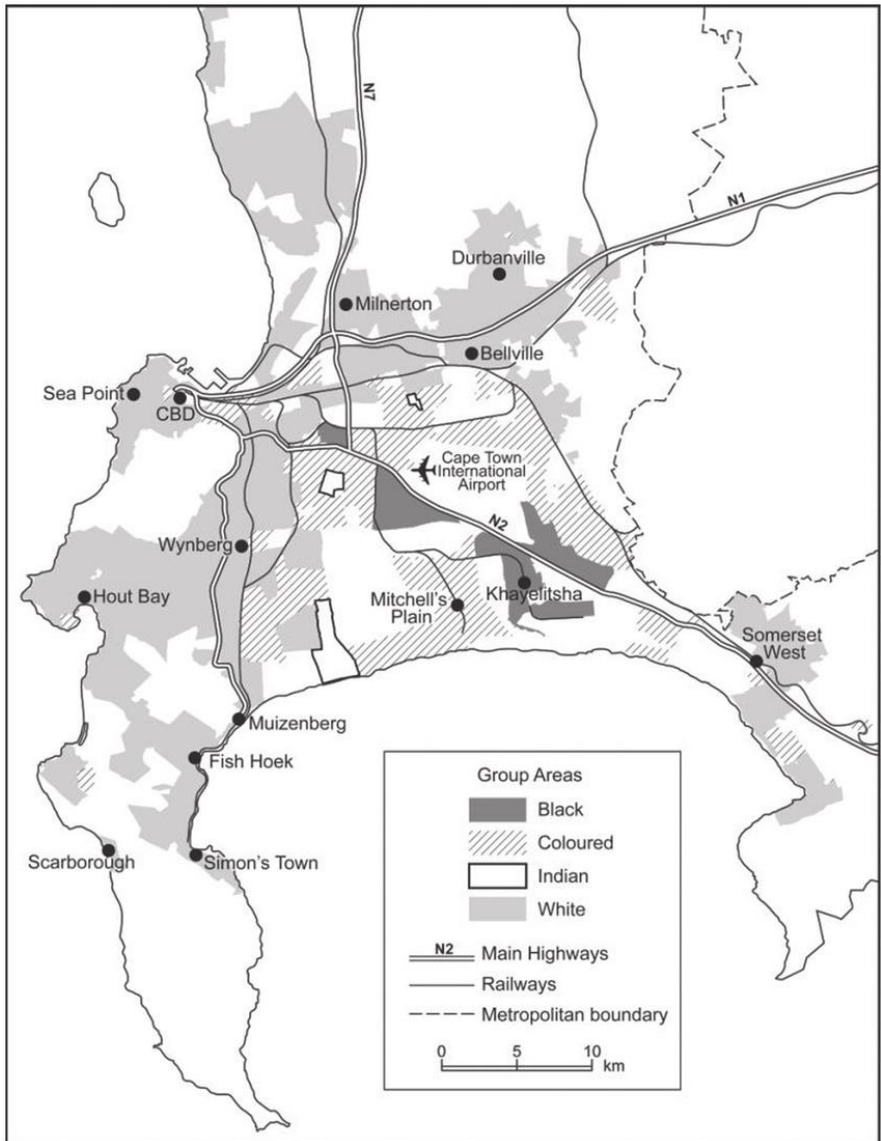 N7
N1
Durbanville
Milnerton
Bellville
Sea Point
CBD
Cape Town
International
Airport
N2
Wynberg
Hout Bay
Mitchell's
Plain
Khayelitsha
Somerset
West
Muizenberg
Fish Hoek
Scarborough
Simon's Town
Group Areas
Black
Coloured
Indian
White
N2
Main Highways
Railways
Metropolitan boundary
0
5
10
km